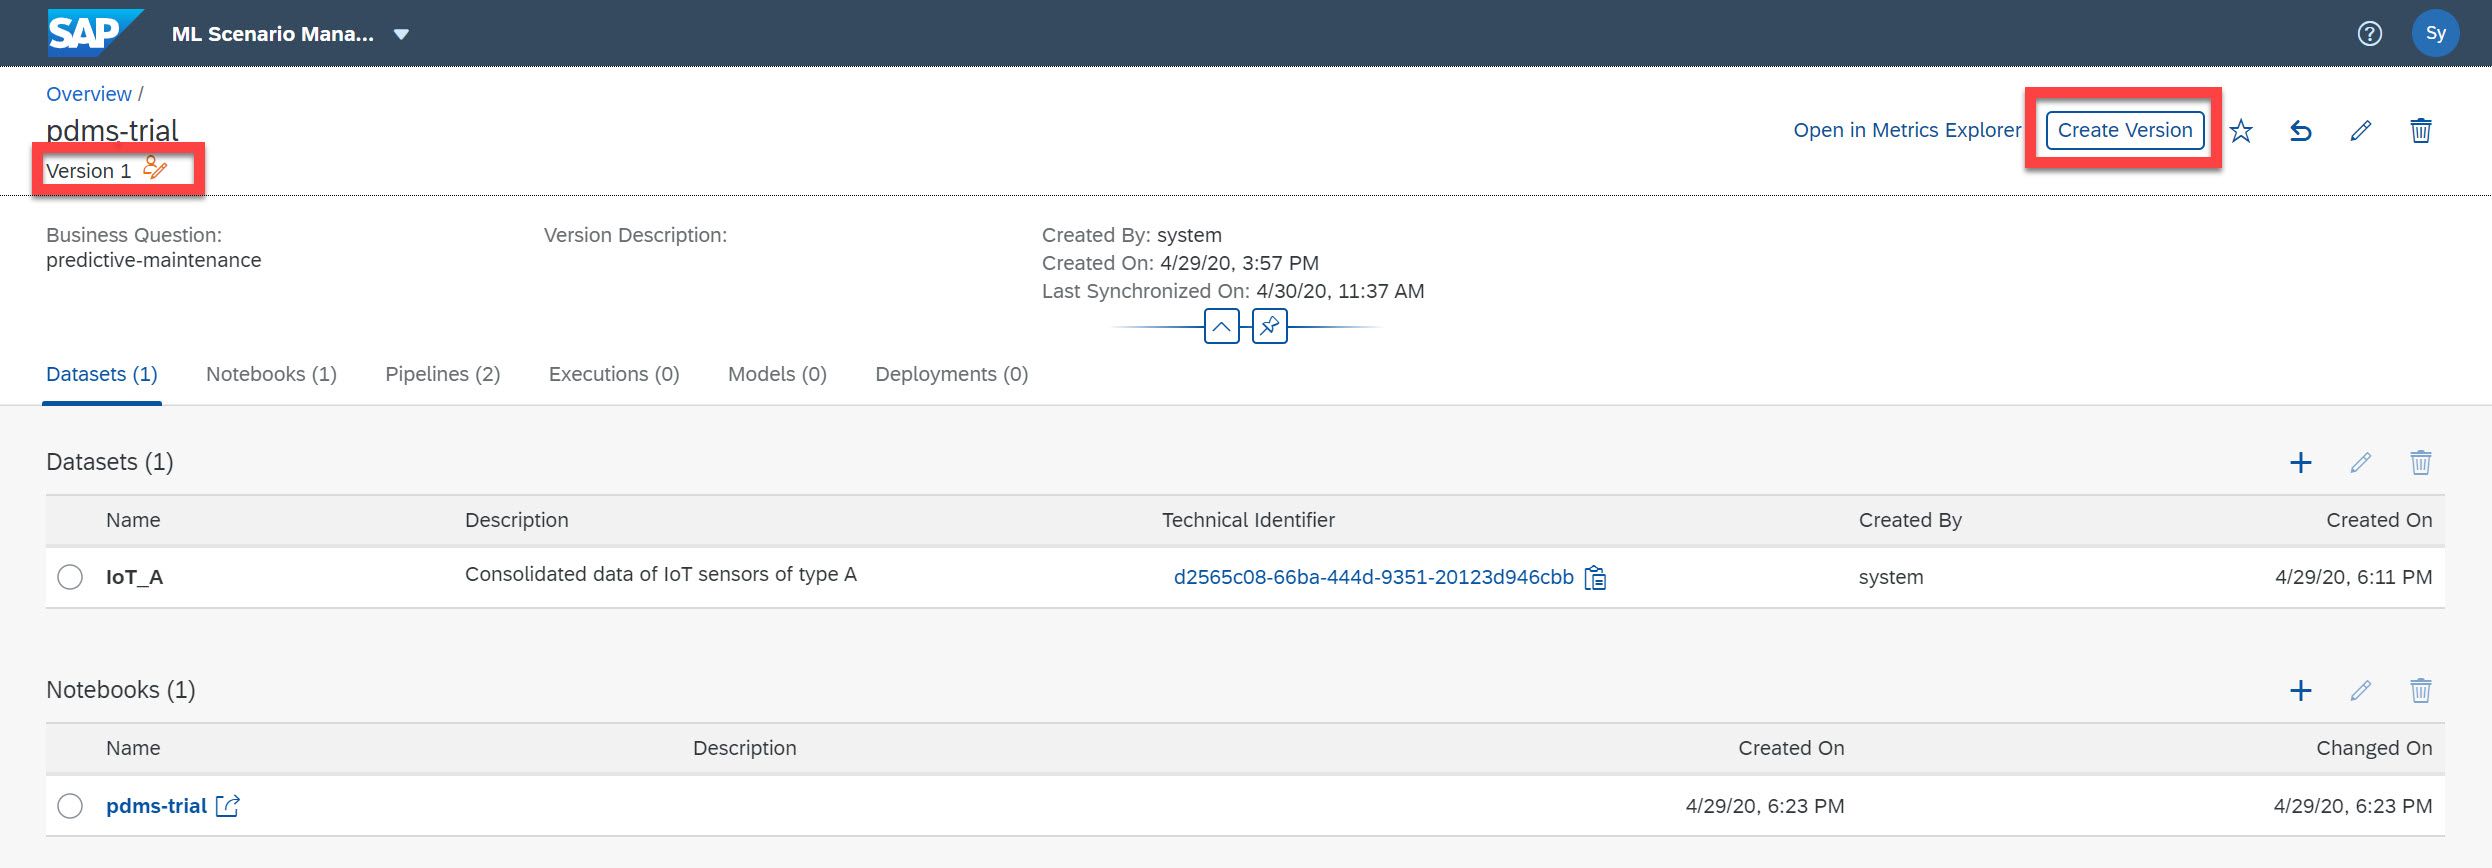 SAP ML Scenario Mana... ? Sy
Overview /
pdms-trial
Open in Metrics Explorer Create Version
Version 1
Business Question:
predictive-maintenance
Version Description:
Created By: system
Created On: 4/29/20, 3:57 PM
Last Synchronized On: 4/30/20, 11:37 AM
Datasets (1) Notebooks (1) Pipelines (2) Executions (0) Models (0) Deployments (0)
Datasets (1)
Name Description Technical Identifier Created By Created On
IoT_A Consolidated data of IoT sensors of type A d2565c08-66ba-444d-9351-20123d946cbb system 4/29/20, 6:11 PM
Notebooks (1)
Name Description Created On Changed On
pdms-trial 4/29/20, 6:23 PM 4/29/20, 6:23 PM